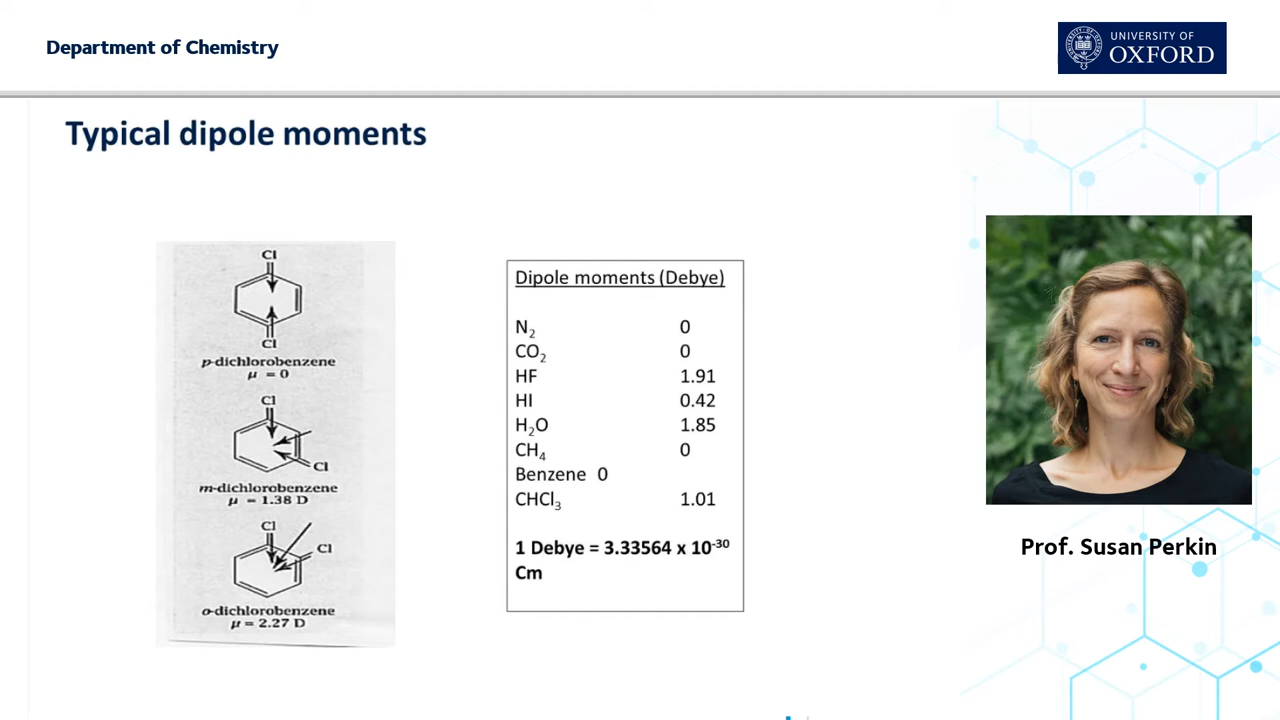 Department of Chemistry
UNIVERSITY OF
OXFORD
Typical dipole moments
Cl
Cl
p-dichlorobenzene
μ = 0
Cl
Cl
m-dichlorobenzene
μ = 1.38 D
Cl
Cl
o-dichlorobenzene
μ = 2.27 D
Dipole moments (Debye)
N₂ 0
CO₂ 0
HF 1.91
HI 0.42
H₂O 1.85
CH₄ 0
Benzene 0
CHCl₃ 1.01
1 Debye = 3.33564 x 10⁻³⁰
Cm
Prof. Susan Perkin